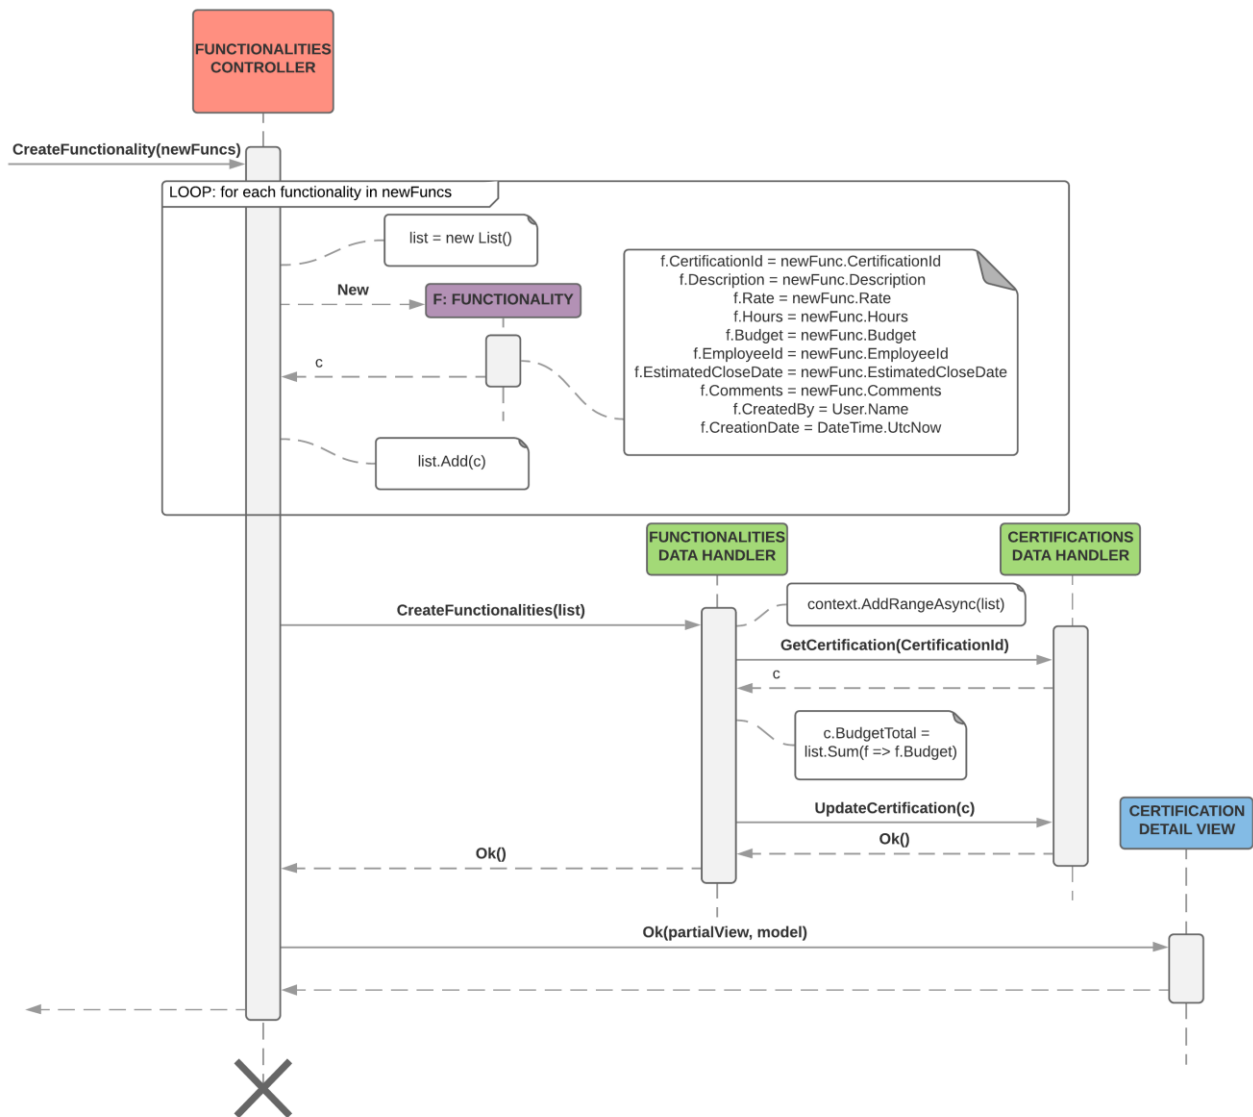 FUNCTIONALITIES
CONTROLLER
CreateFunctionality(newFuncs)
LOOP: for each functionality in newFuncs
list = new List()
New
F: FUNCTIONALITY
c
f.CertificationId = newFunc.CertificationId
f.Description = newFunc.Description
f.Rate = newFunc.Rate
f.Hours = newFunc.Hours
f.Budget = newFunc.Budget
f.EmployeeId = newFunc.EmployeeId
f.EstimatedCloseDate = newFunc.EstimatedCloseDate
f.Comments = newFunc.Comments
f.CreatedBy = User.Name
f.CreationDate = DateTime.UtcNow
list.Add(c)
FUNCTIONALITIES
DATA HANDLER
CERTIFICATIONS
DATA HANDLER
context.AddRangeAsync(list)
CreateFunctionalities(list)
GetCertification(CertificationId)
c
c.BudgetTotal =
list.Sum(f => f.Budget)
UpdateCertification(c)
CERTIFICATION
DETAIL VIEW
Ok()
Ok()
Ok(partialView, model)